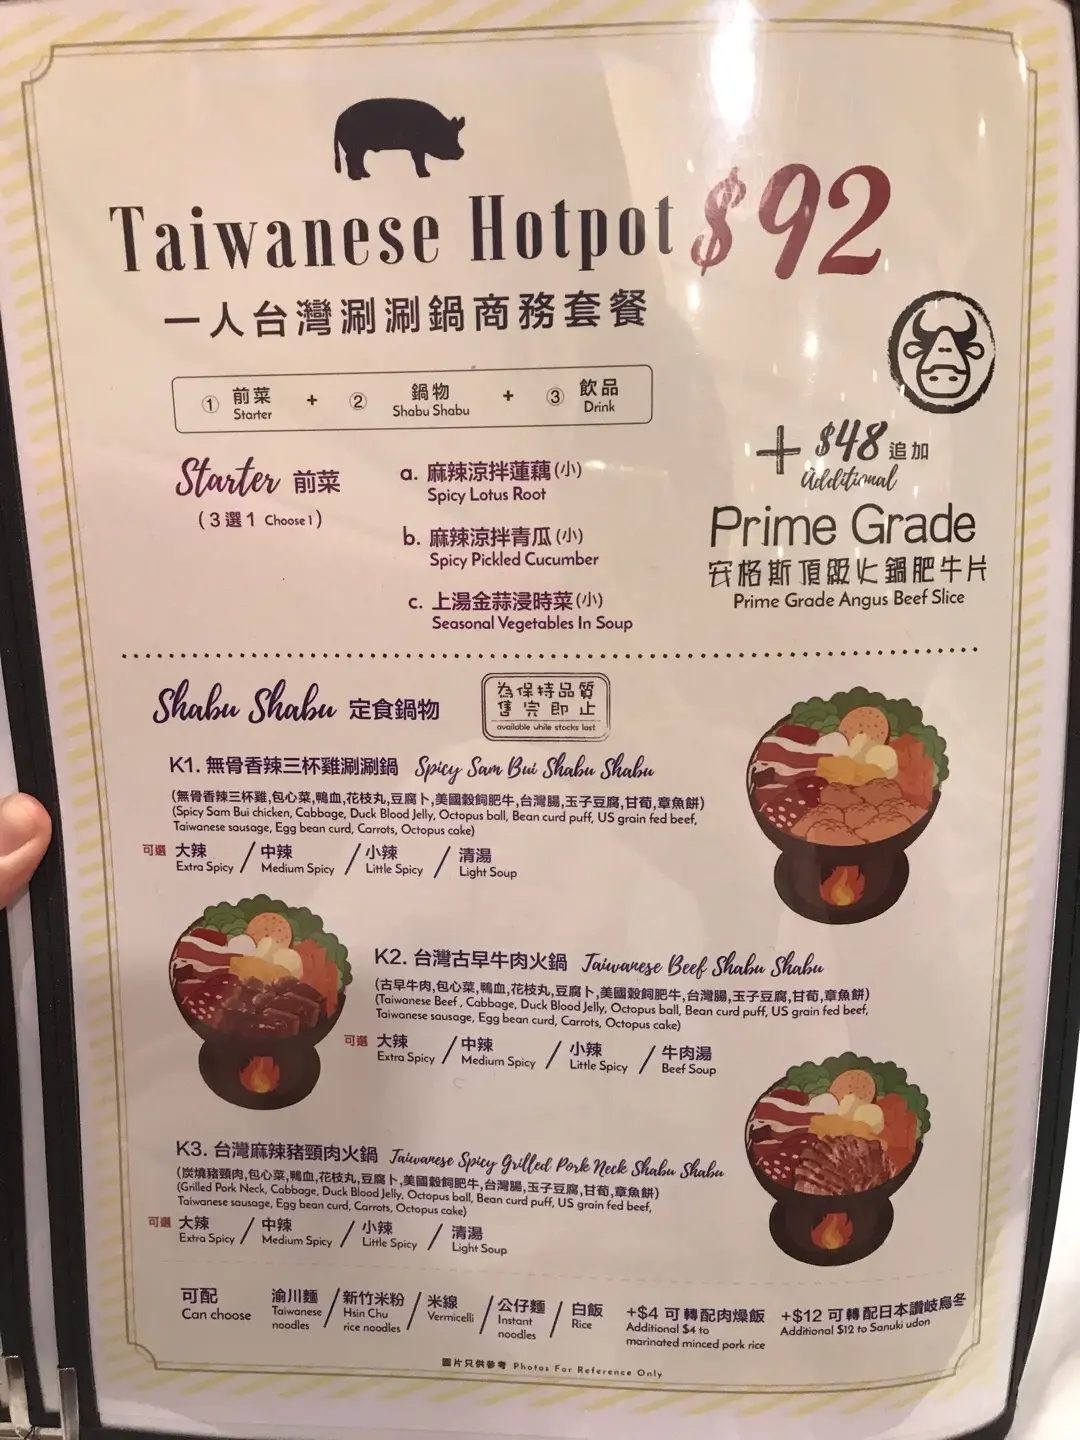 Taiwanese Hotpot $92
一人台灣涮涮鍋商務套餐
① 前菜 + ② 鍋物 + ③ 飲品
Starter Shabu Shabu Drink
+ $48 追加
Additional
Prime Grade
安格斯頂級火鍋肥牛片
Prime Grade Angus Beef Slice
Starter 前菜
(3選1 Choose 1)
a. 麻辣涼拌蓮藕(小)
Spicy Lotus Root
b. 麻辣涼拌青瓜(小)
Spicy Pickled Cucumber
c. 上湯金蒜浸時菜(小)
Seasonal Vegetables In Soup
Shabu Shabu 定食鍋物
為保持品質
售完即止
available while stocks last
K1. 無骨香辣三杯雞涮涮鍋 Spicy Sam Bui Shabu Shabu
(無骨香辣三杯雞,包心菜,鴨血,花枝丸,豆腐卜,美國穀飼肥牛,台灣腸,玉子豆腐,甘荀,章魚餅)
(Spicy Sam Bui chicken, Cabbage, Duck Blood Jelly, Octopus ball, Bean curd puff, US grain fed beef,
Taiwanese sausage, Egg bean curd, Carrots, Octopus cake)
可選 大辣 / 中辣 / 小辣 / 清湯
Extra Spicy Medium Spicy Little Spicy Light Soup
K2. 台灣古早牛肉火鍋 Taiwanese Beef Shabu Shabu
(古早牛肉,包心菜,鴨血,花枝丸,豆腐卜,美國穀飼肥牛,台灣腸,玉子豆腐,甘荀,章魚餅)
(Taiwanese Beef , Cabbage, Duck Blood Jelly, Octopus ball, Bean curd puff, US grain fed beef,
Taiwanese sausage, Egg bean curd, Carrots, Octopus cake)
可選 大辣 / 中辣 / 小辣 / 牛肉湯
Extra Spicy Medium Spicy Little Spicy Beef Soup
K3. 台灣麻辣豬頸肉火鍋 Taiwanese Spicy Grilled Pork Neck Shabu Shabu
(炭燒豬頸肉,包心菜,鴨血,花枝丸,豆腐卜,美國穀飼肥牛,台灣腸,玉子豆腐,甘荀,章魚餅)
(Grilled Pork Neck, Cabbage, Duck Blood Jelly, Octopus ball, Bean curd puff, US grain fed beef,
Taiwanese sausage, Egg bean curd, Carrots, Octopus cake)
可選 大辣 / 中辣 / 小辣 / 清湯
Extra Spicy Medium Spicy Little Spicy Light Soup
可配 渝川麵 / 新竹米粉 / 米線 / 公仔麵 / 白飯 +$4 可轉配肉燥飯 +$12 可轉配日本讚岐烏冬
Can choose Taiwanese noodles Hsin Chu rice noodles Vermicelli Instant noodles Rice Additional $4 to marinated minced pork rice Additional $12 to Sanuki udon
圖片只供參考 Photos For Reference Only